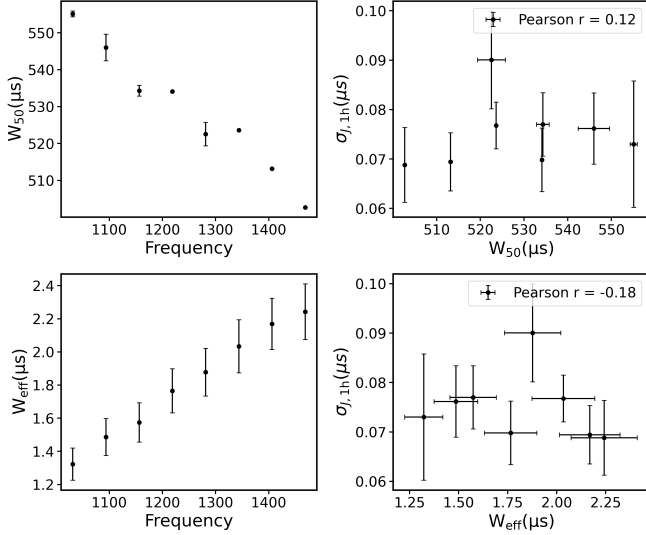 550
540
530
520
510
W50(μs)
1100 1200 1300 1400
Frequency
0.10
0.09
0.08
0.07
0.06
σJ, 1h(μs)
Pearson r = 0.12
510 520 530 540 550
W50(μs)
2.4
2.2
2.0
1.8
1.6
1.4
1.2
Weff(μs)
1100 1200 1300 1400
Frequency
0.10
0.09
0.08
0.07
0.06
σJ, 1h(μs)
Pearson r = -0.18
1.25 1.50 1.75 2.00 2.25
Weff(μs)